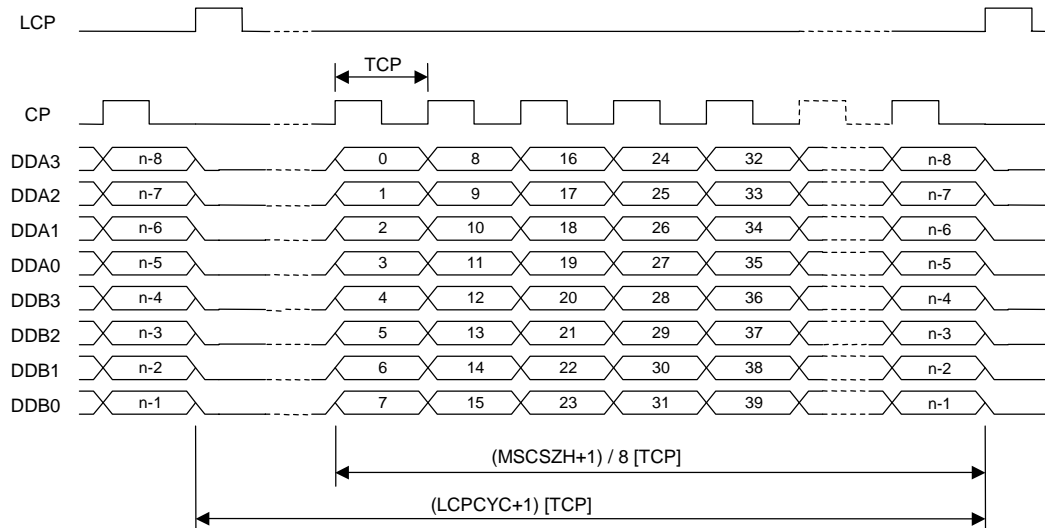 LCP
TCP
CP
DDA3 n-8 0 8 16 24 32 n-8
DDA2 n-7 1 9 17 25 33 n-7
DDA1 n-6 2 10 18 26 34 n-6
DDA0 n-5 3 11 19 27 35 n-5
DDB3 n-4 4 12 20 28 36 n-4
DDB2 n-3 5 13 21 29 37 n-3
DDB1 n-2 6 14 22 30 38 n-2
DDB0 n-1 7 15 23 31 39 n-1
(MSCSZH+1) / 8 [TCP]
(LCPCYC+1) [TCP]